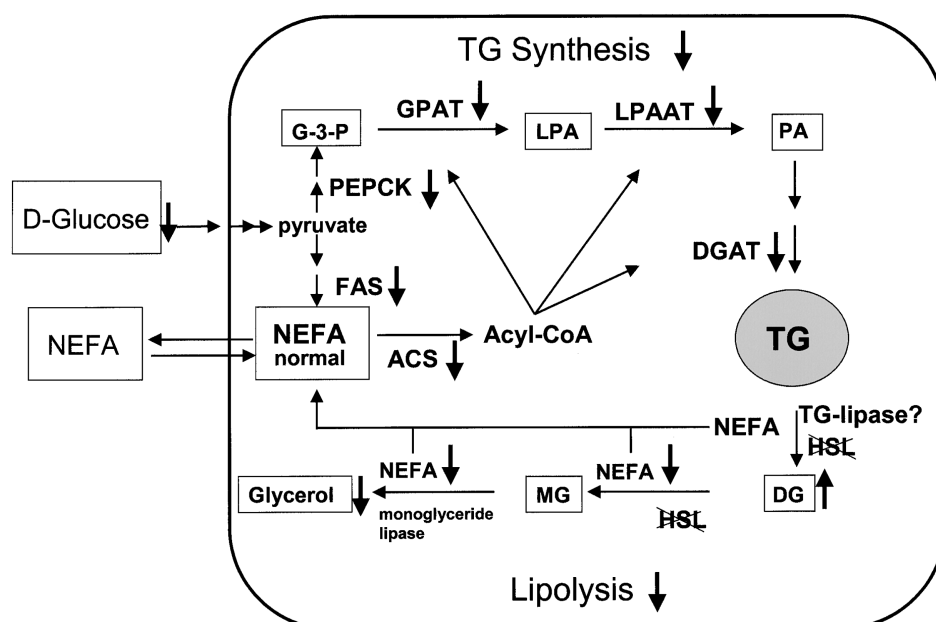 TG Synthesis
GPAT
LPAAT
G-3-P
LPA
PA
PEPCK
D-Glucose
pyruvate
DGAT
FAS
NEFA
NEFA
normal
Acyl-CoA
ACS
TG
NEFA
TG-lipase?
HSL
NEFA
NEFA
Glycerol
MG
DG
monoglyceride
lipase
HSL
Lipolysis